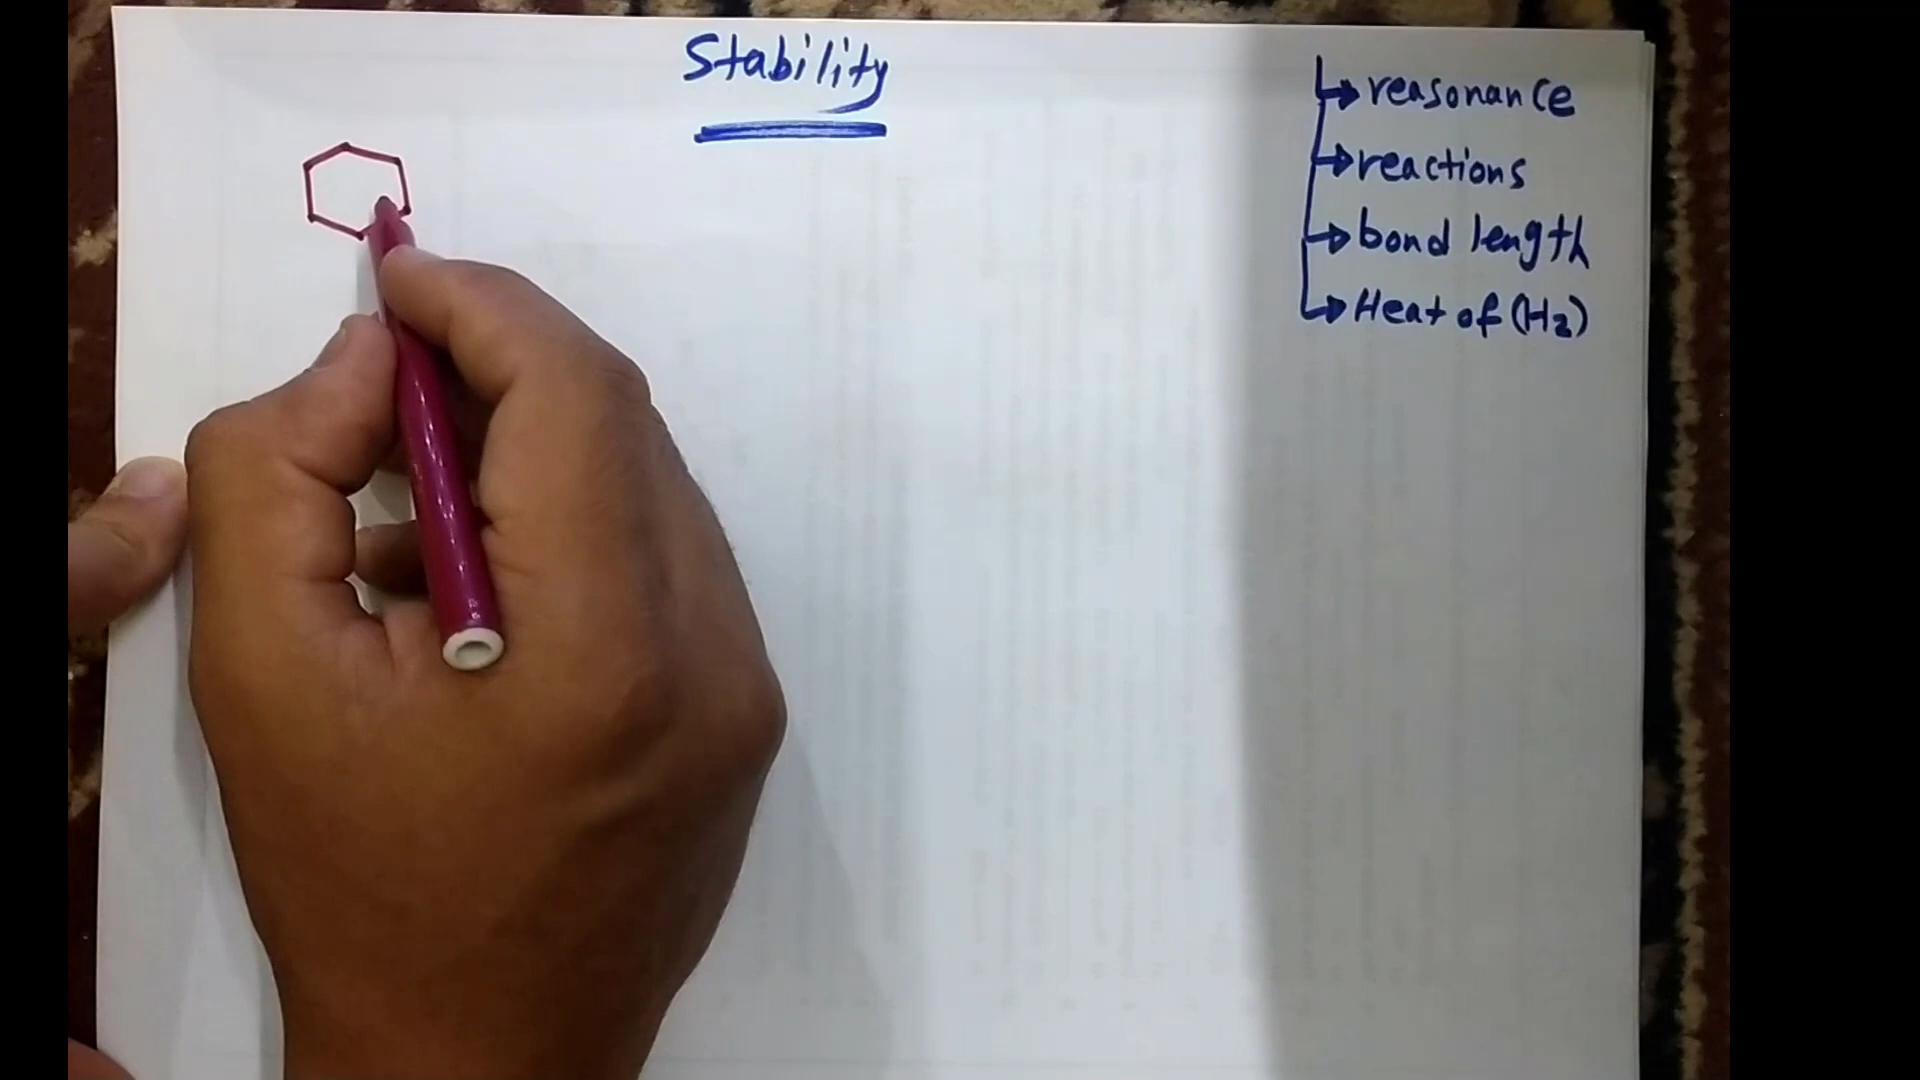 Stability
reasonance
reactions
bond length
Heat of (H2)